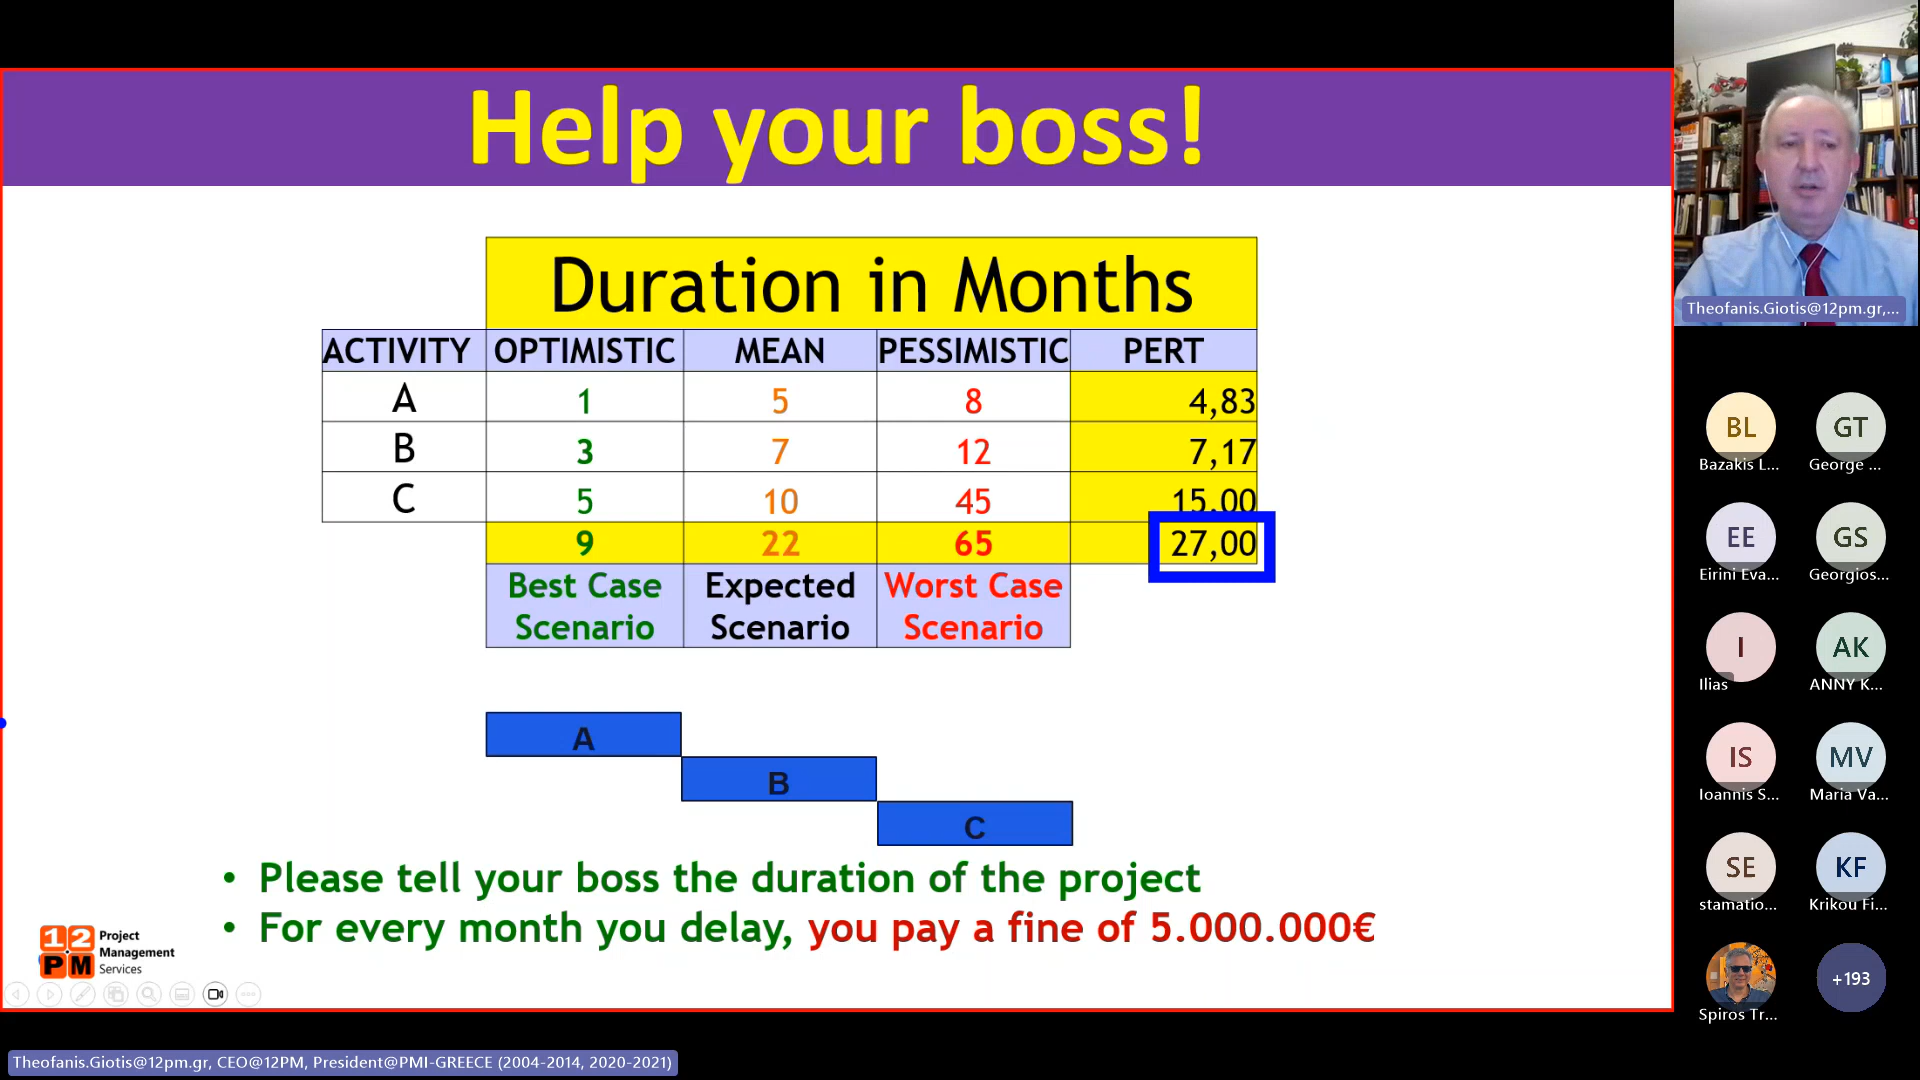 Help your boss!
Duration in Months
ACTIVITY OPTIMISTIC MEAN PESSIMISTIC PERT
A 1 5 8 4,83
B 3 7 12 7,17
C 5 10 45 15,00
9 22 65 27,00
Best Case Scenario Expected Scenario Worst Case Scenario
A
B
C
• Please tell your boss the duration of the project
• For every month you delay, you pay a fine of 5.000.000€
12 PM Project
Management
Services
Theofanis.Giotis@12pm.gr, CEO@12PM, President@PMI-GREECE (2004-2014, 2020-2021)
Theofanis.Giotis@12pm.gr,...
BL GT
Bazakis L... George ...
EE GS
Eirini Eva... Georgios...
I AK
Ilias ANNY K...
IS MV
Ioannis S... Maria Va...
SE KF
stamatio... Krikou Fi...
+193
Spiros Tr...